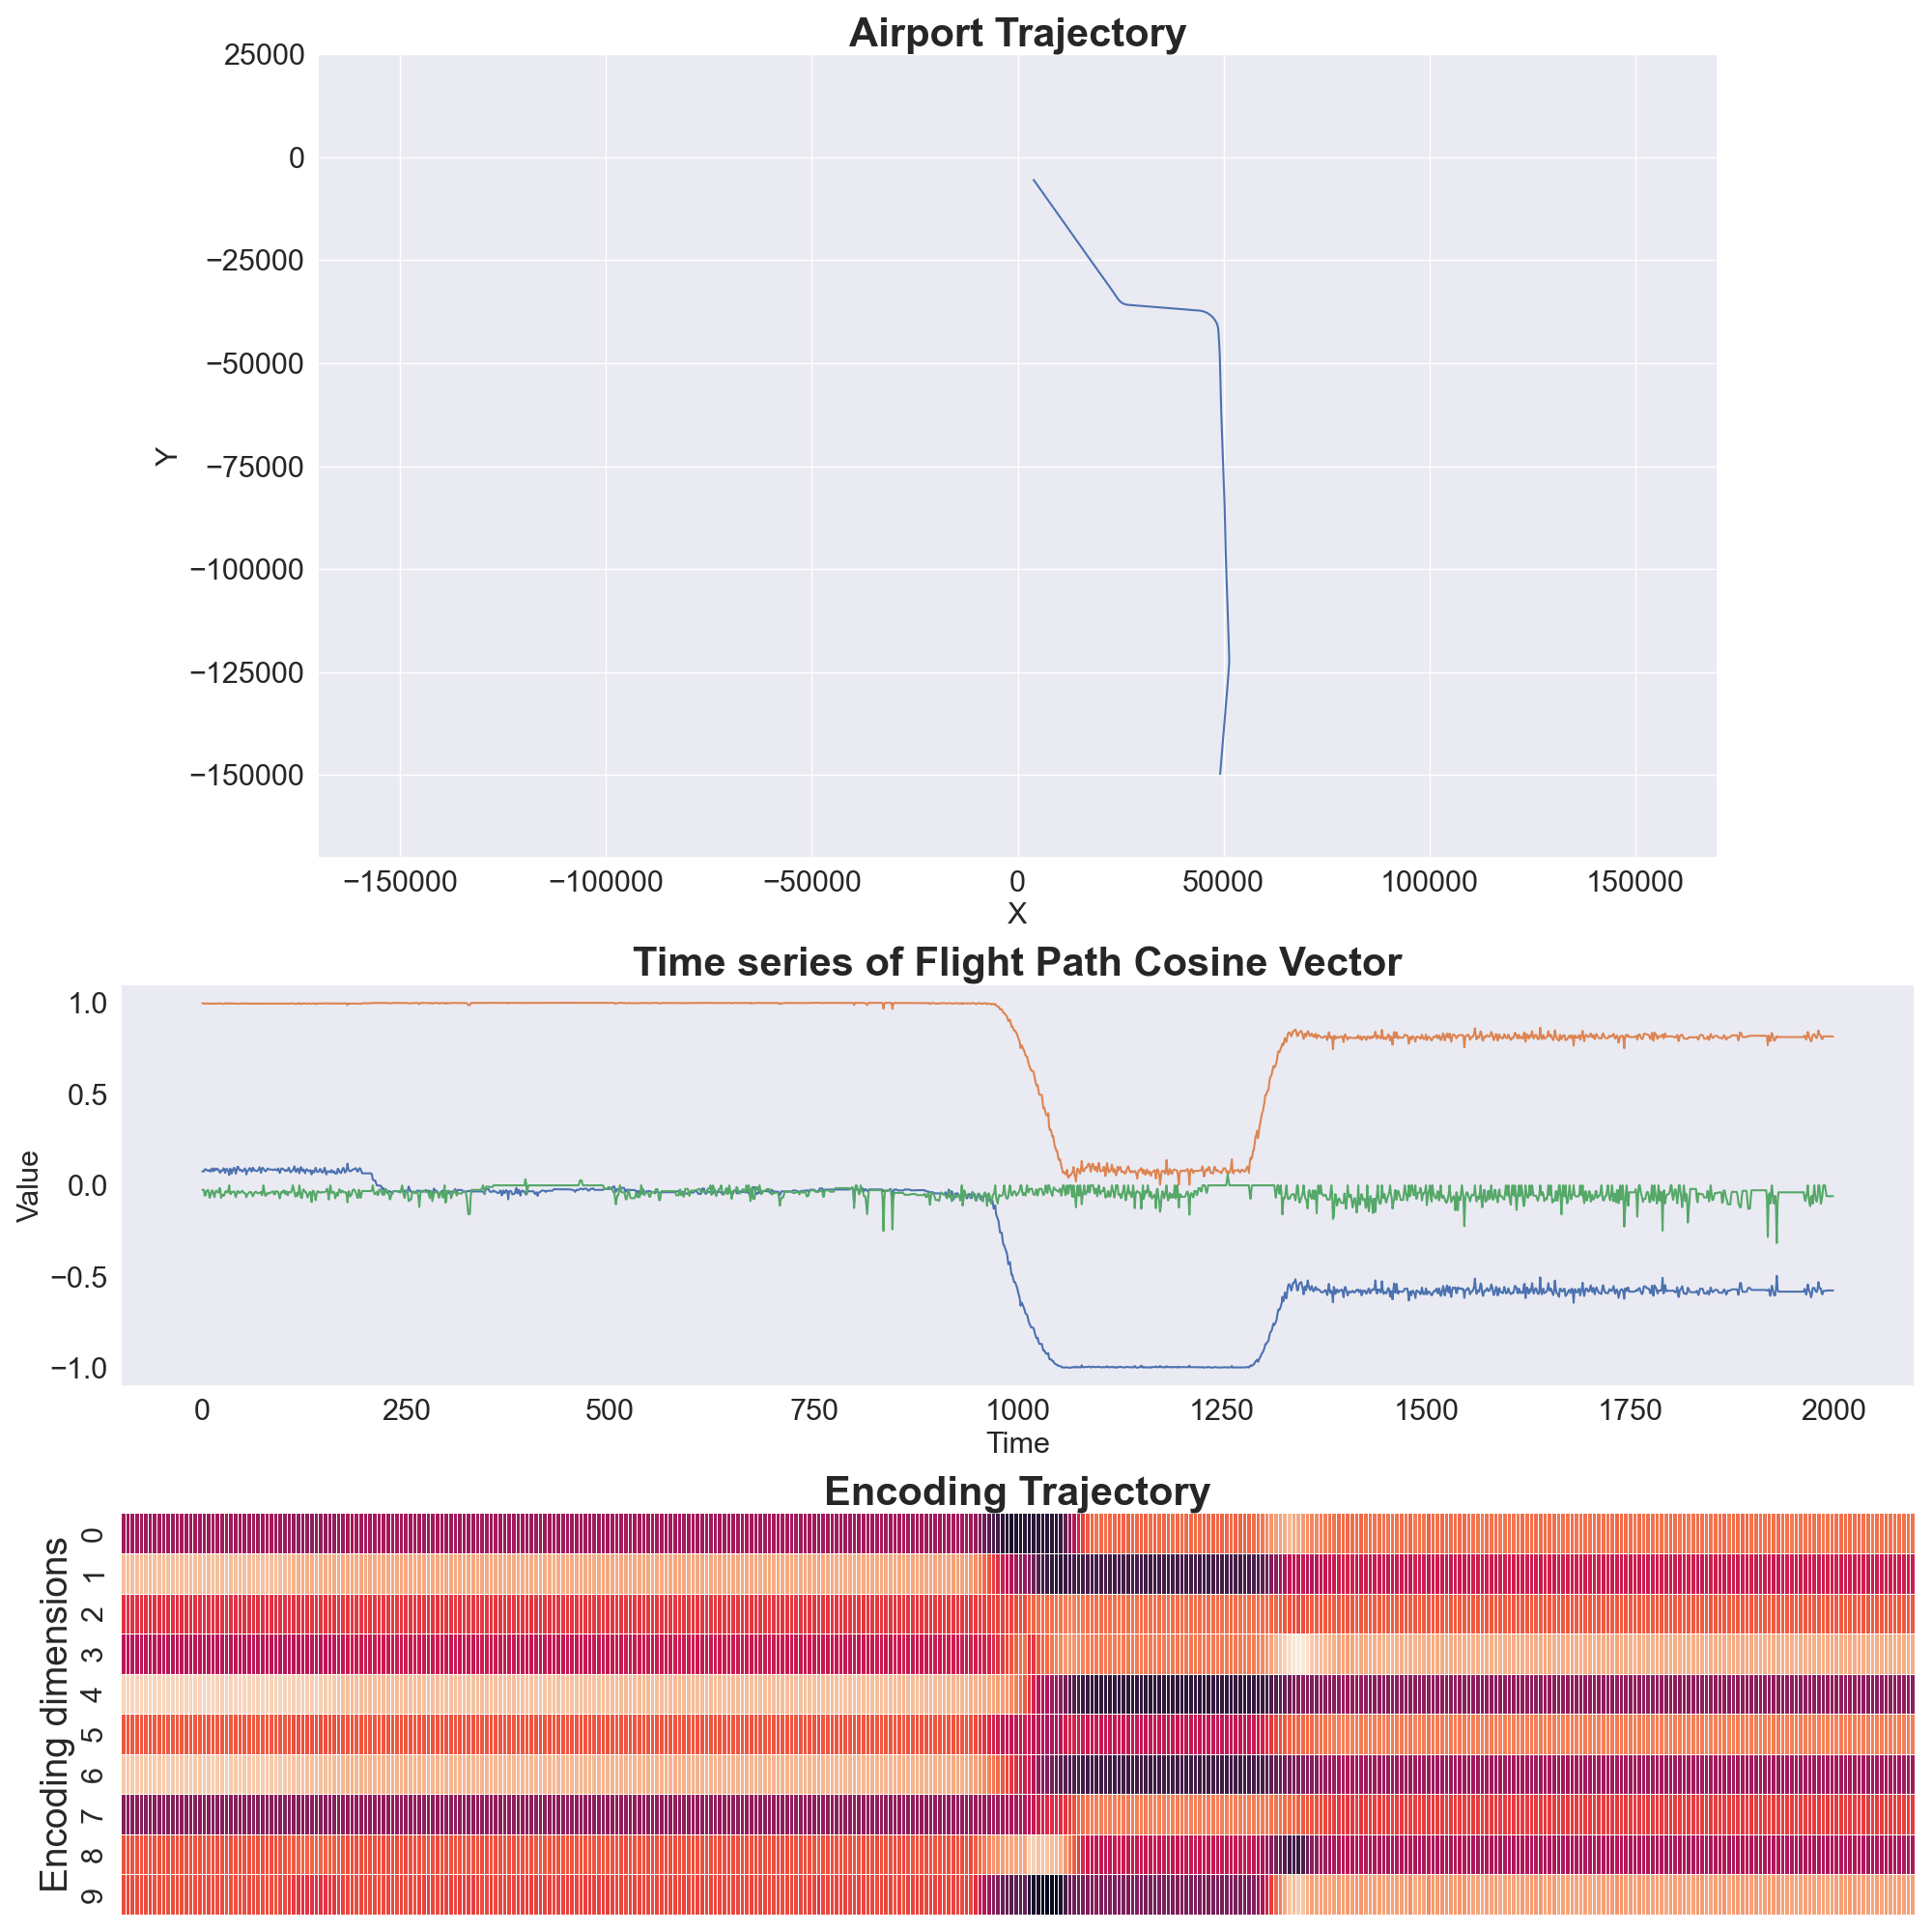 Airport Trajectory
25000
0
−25000
−50000
−75000
−100000
−125000
−150000
Y
−150000 −100000 −50000 0 50000 100000 150000
X
Time series of Flight Path Cosine Vector
1.0
0.5
0.0
−0.5
−1.0
Value
0 250 500 750 1000 1250 1500 1750 2000
Time
Encoding Trajectory
Encoding dimensions
0
1
2
3
4
5
6
7
8
9